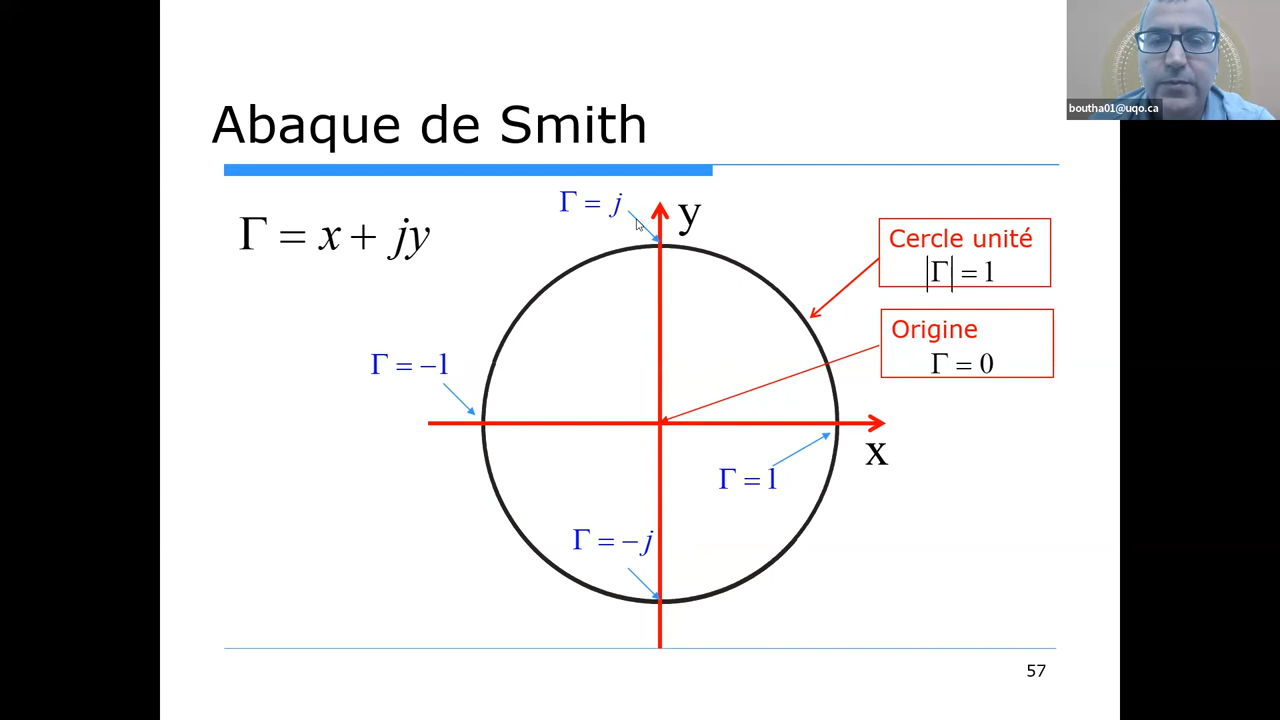 Abaque de Smith
boutha01@uqo.ca
Γ = x + jy
Γ = j
y
Cercle unité
|Γ| = 1
Origine
Γ = 0
Γ = −1
x
Γ = 1
Γ = − j
57